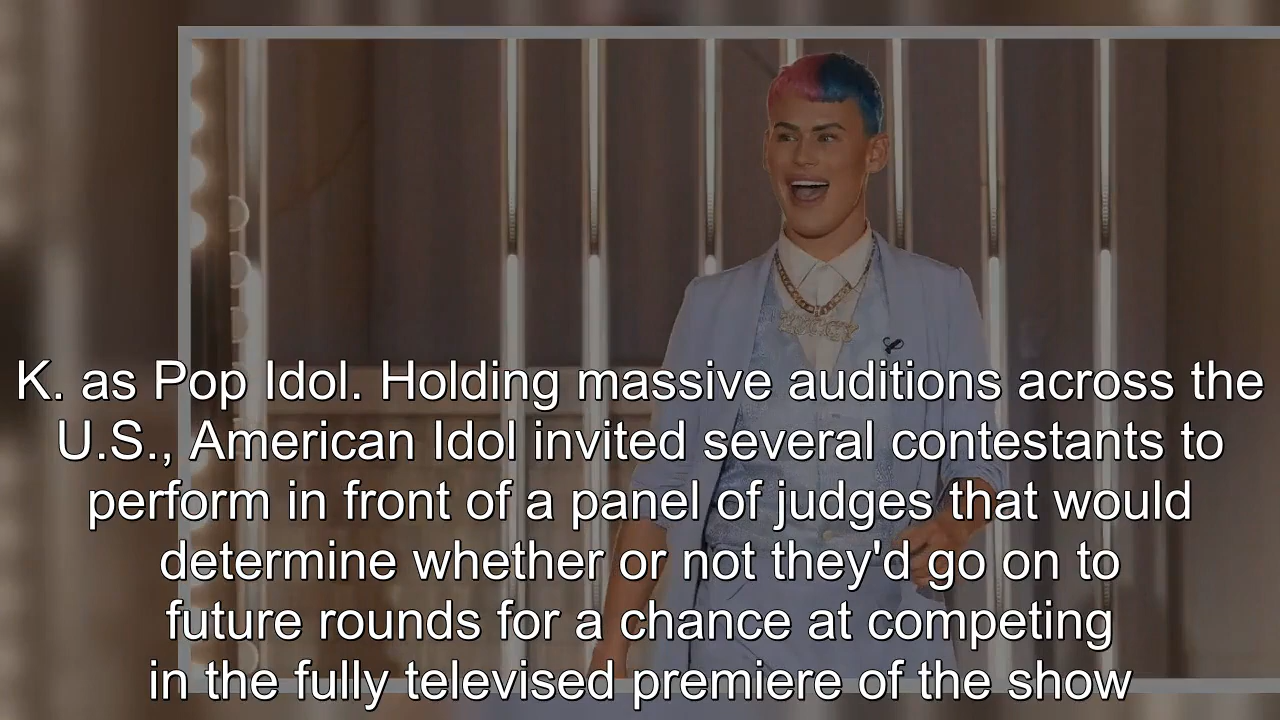 K. as Pop Idol. Holding massive auditions across the
U.S., American Idol invited several contestants to
perform in front of a panel of judges that would
determine whether or not they'd go on to
future rounds for a chance at competing
in the fully televised premiere of the show